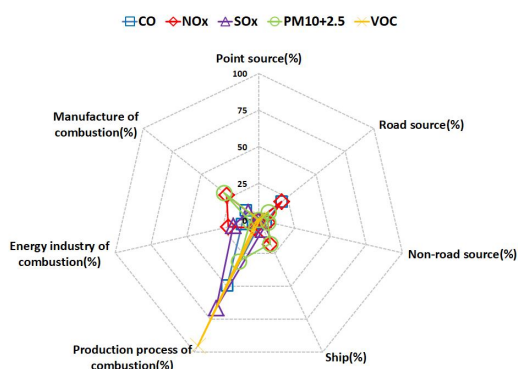 CO NOx SOx PM10+2.5 VOC
Point source(%)
100
75
50
25
0
Road source(%)
Non-road source(%)
Ship(%)
Production process of
combustion(%)
Energy industry of
combustion(%)
Manufacture of
combustion(%)